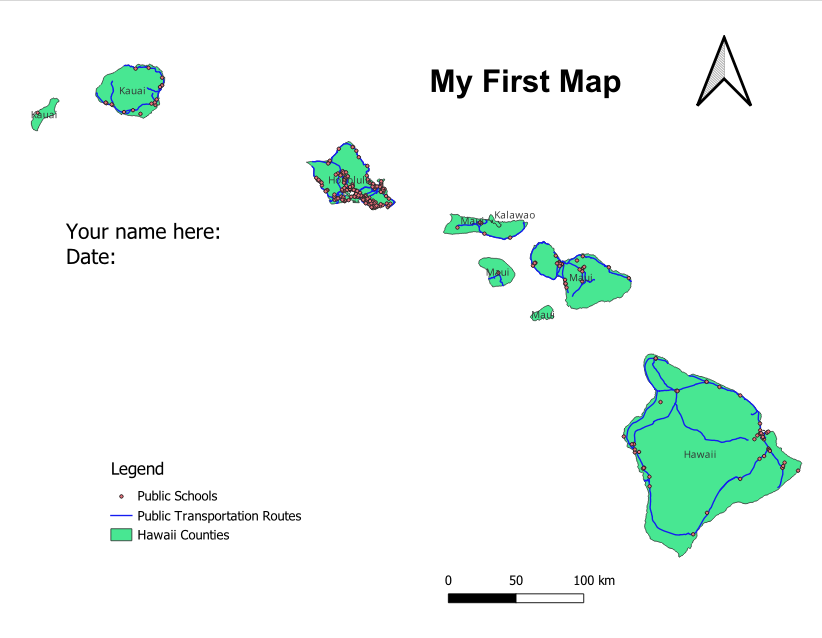 My First Map
Kauai
Kauai
Honolulu
Maui
Kalawao
Your name here:
Date:
Maui
Maui
Maui
Hawaii
Legend
Public Schools
Public Transportation Routes
Hawaii Counties
0 50 100 km